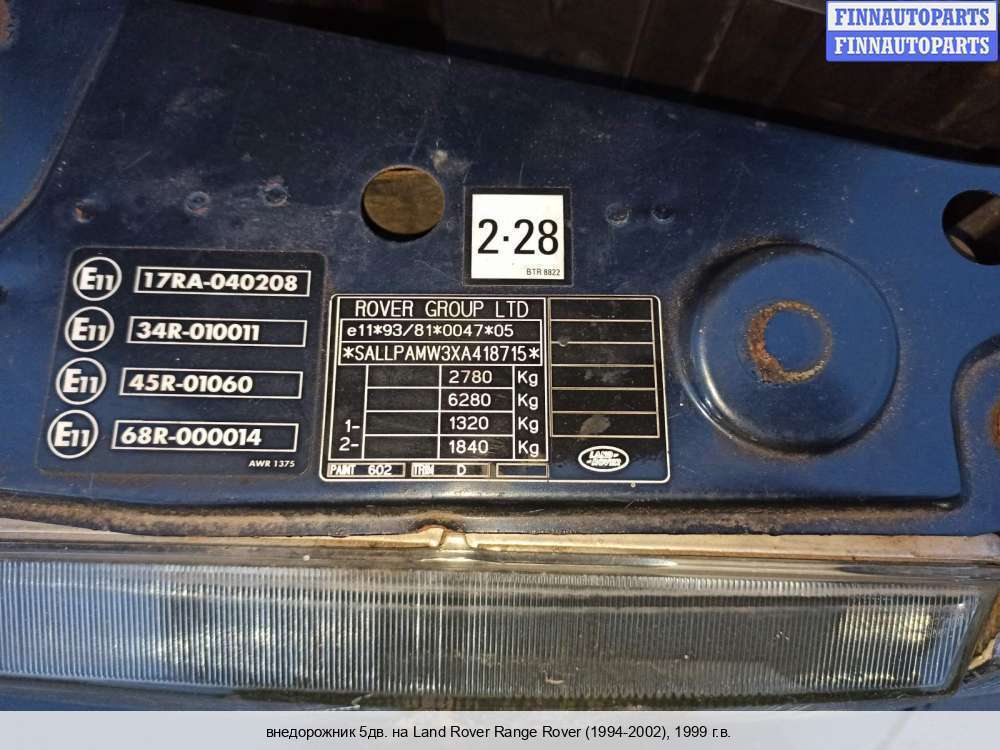 FINNAUTOPARTS
FINNAUTOPARTS
2·28
BTR 8822
E11 17RA-040208
E11 34R-010011
E11 45R-01060
E11 68R-000014
AWR 1375
ROVER GROUP LTD
e11*93/81*0047*05
*SALLPAMW3XA418715*
2780 Kg
6280 Kg
1- 1320 Kg
2- 1840 Kg
PAINT 602 TRIM D
LAND ROVER
внедорожник 5дв. на Land Rover Range Rover (1994-2002), 1999 г.в.